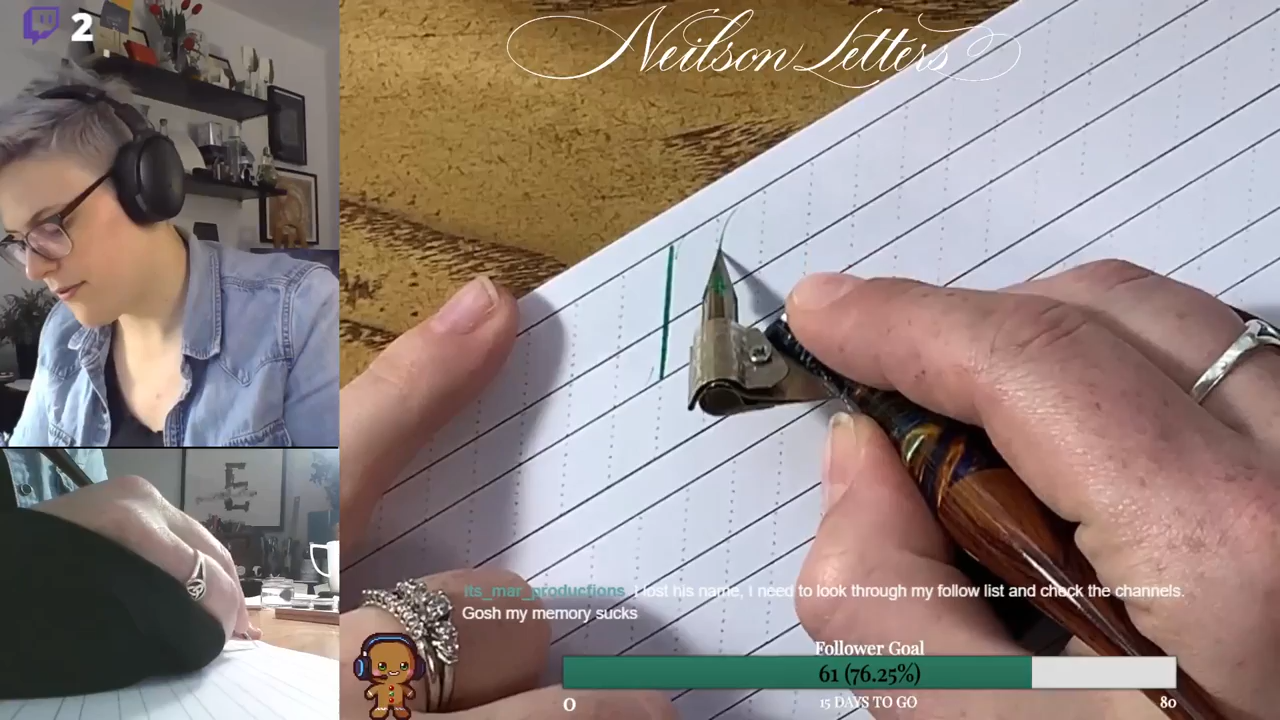 2
Neilson Letters
its_mar_productions I lost his name, I need to look through my follow list and check the channels.
Gosh my memory sucks
Follower Goal
61 (76.25%)
0 15 DAYS TO GO 80